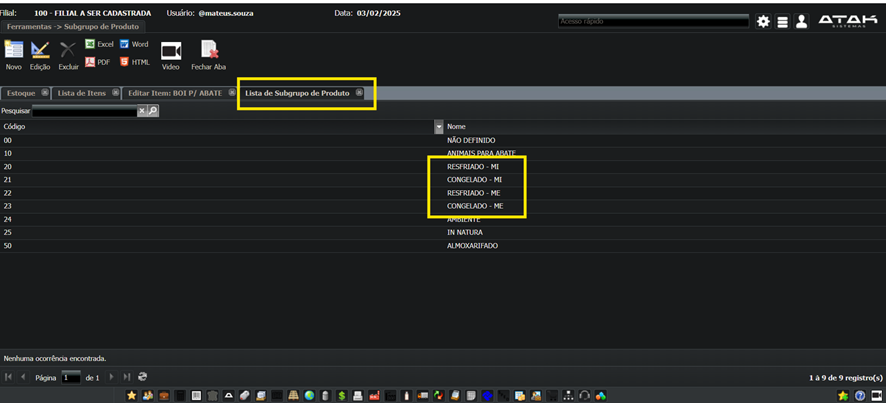 Filial: 100 - FILIAL A SER CADASTRADA Usuário: @mateus.souza Data: 03/02/2025
Acesso rápido
ATAK
SISTEMAS
Ferramentas -> Subgrupo de Produto
Novo Edição Excluir Excel Word PDF HTML Video Fechar Aba
Estoque Lista de Itens Editar Item: BOI P/ ABATE Lista de Subgrupo de Produto
Pesquisar
Código Nome
00 NÃO DEFINIDO
10 ANIMAIS PARA ABATE
20 RESFRIADO - MI
21 CONGELADO - MI
22 RESFRIADO - ME
23 CONGELADO - ME
24 AMBIENTE
25 IN NATURA
50 ALMOXARIFADO
Nenhuma ocorrência encontrada.
Página 1 de 1 1 à 9 de 9 registro(s)